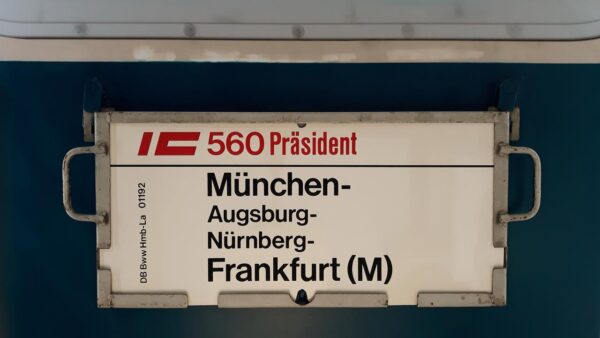 IC 560 Präsident
München-
Augsburg-
Nürnberg-
Frankfurt (M)
DB Bww Hmb-La 01192